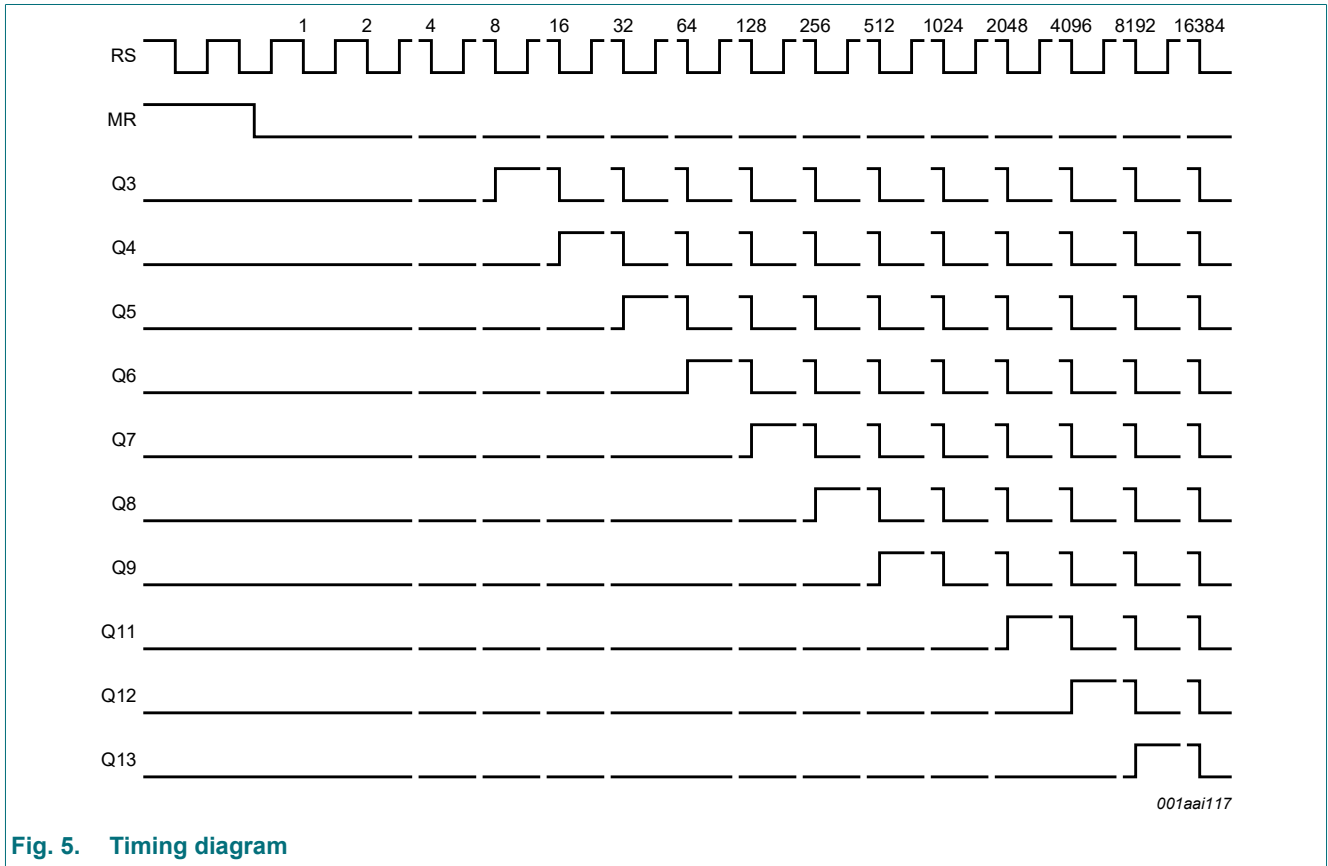 1 2 4 8 16 32 64 128 256 512 1024 2048 4096 8192 16384
RS
MR
Q3
Q4
Q5
Q6
Q7
Q8
Q9
Q11
Q12
Q13
001aai117
Fig. 5. Timing diagram